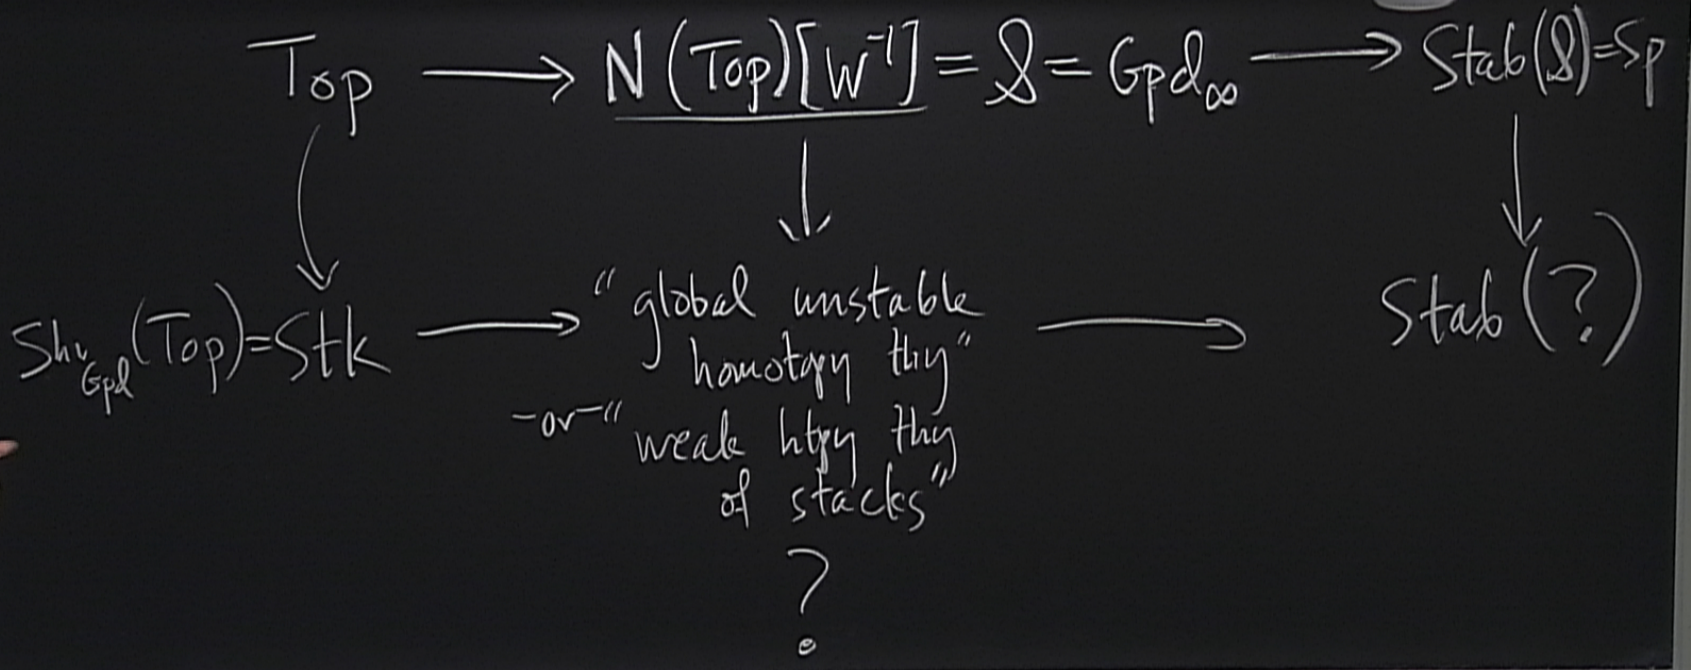 Top → N(Top)[W⁻¹] = 𝒮 = Gpd∞ → Stab(𝒮)=Sp
Shv_Gpd(Top)=Stk → "global unstable → Stab(?)
homotopy thy"
-or- "weak htpy thy
of stacks"
?